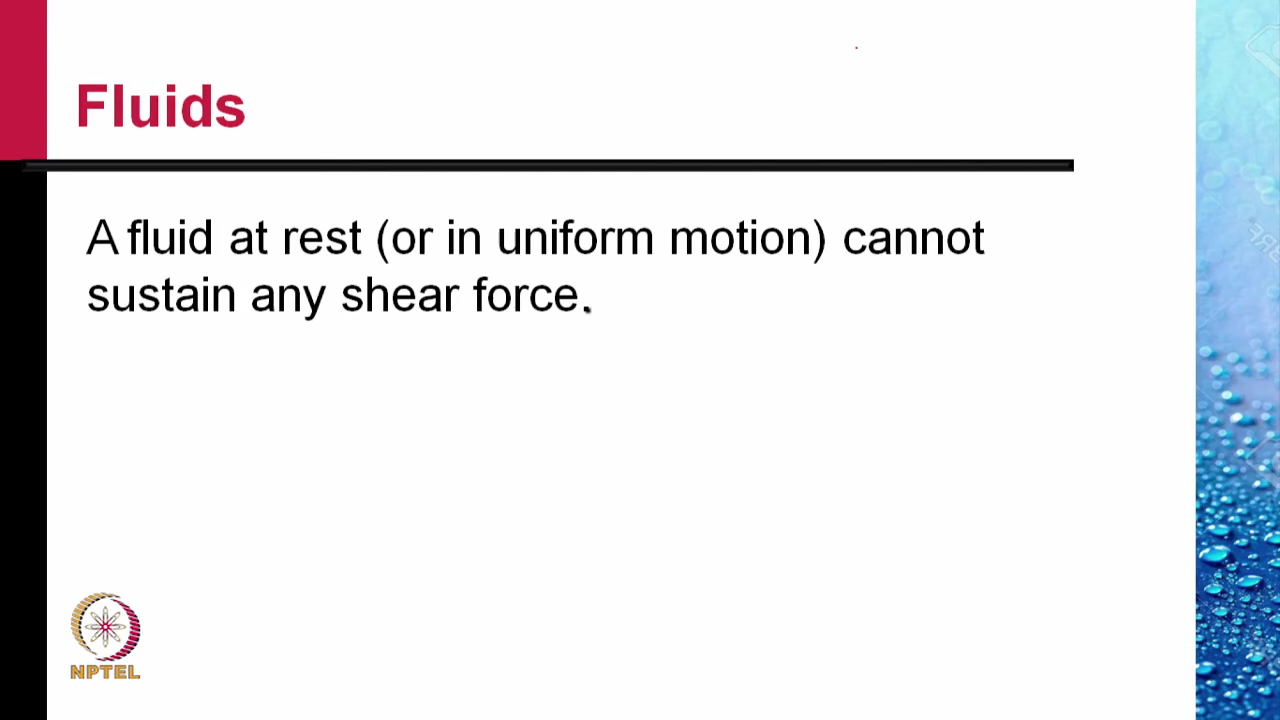 Fluids
A fluid at rest (or in uniform motion) cannot
sustain any shear force.
NPTEL